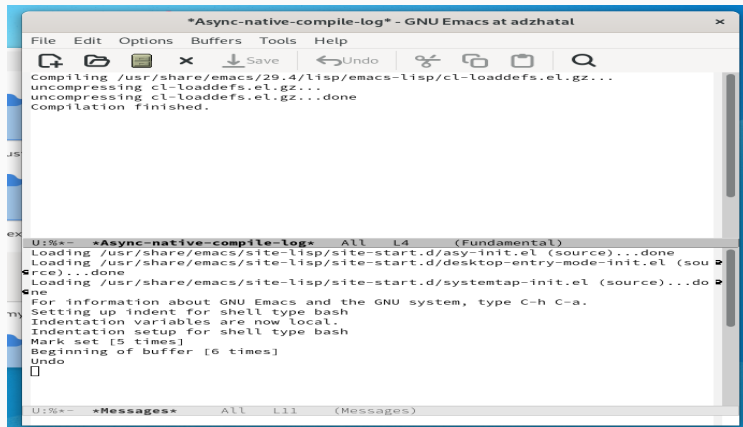 *Async-native-compile-log* - GNU Emacs at adzhatal
File Edit Options Buffers Tools Help
Save Undo
Compiling /usr/share/emacs/29.4/lisp/emacs-lisp/cl-loaddefs.el.gz...
uncompressing cl-loaddefs.el.gz...
uncompressing cl-loaddefs.el.gz...done
Compilation finished.
us
ex
U:%*- *Async-native-compile-log* All L4 (Fundamental)
Loading /usr/share/emacs/site-lisp/site-start.d/asy-init.el (source)...done
Loading /usr/share/emacs/site-lisp/site-start.d/desktop-entry-mode-init.el (sou
rce)...done
Loading /usr/share/emacs/site-lisp/site-start.d/systemtap-init.el (source)...do
ne
For information about GNU Emacs and the GNU system, type C-h C-a.
my
Setting up indent for shell type bash
Indentation variables are now local.
Indentation setup for shell type bash
Mark set [5 times]
Beginning of buffer [6 times]
Undo
U:%*- *Messages* All L11 (Messages)